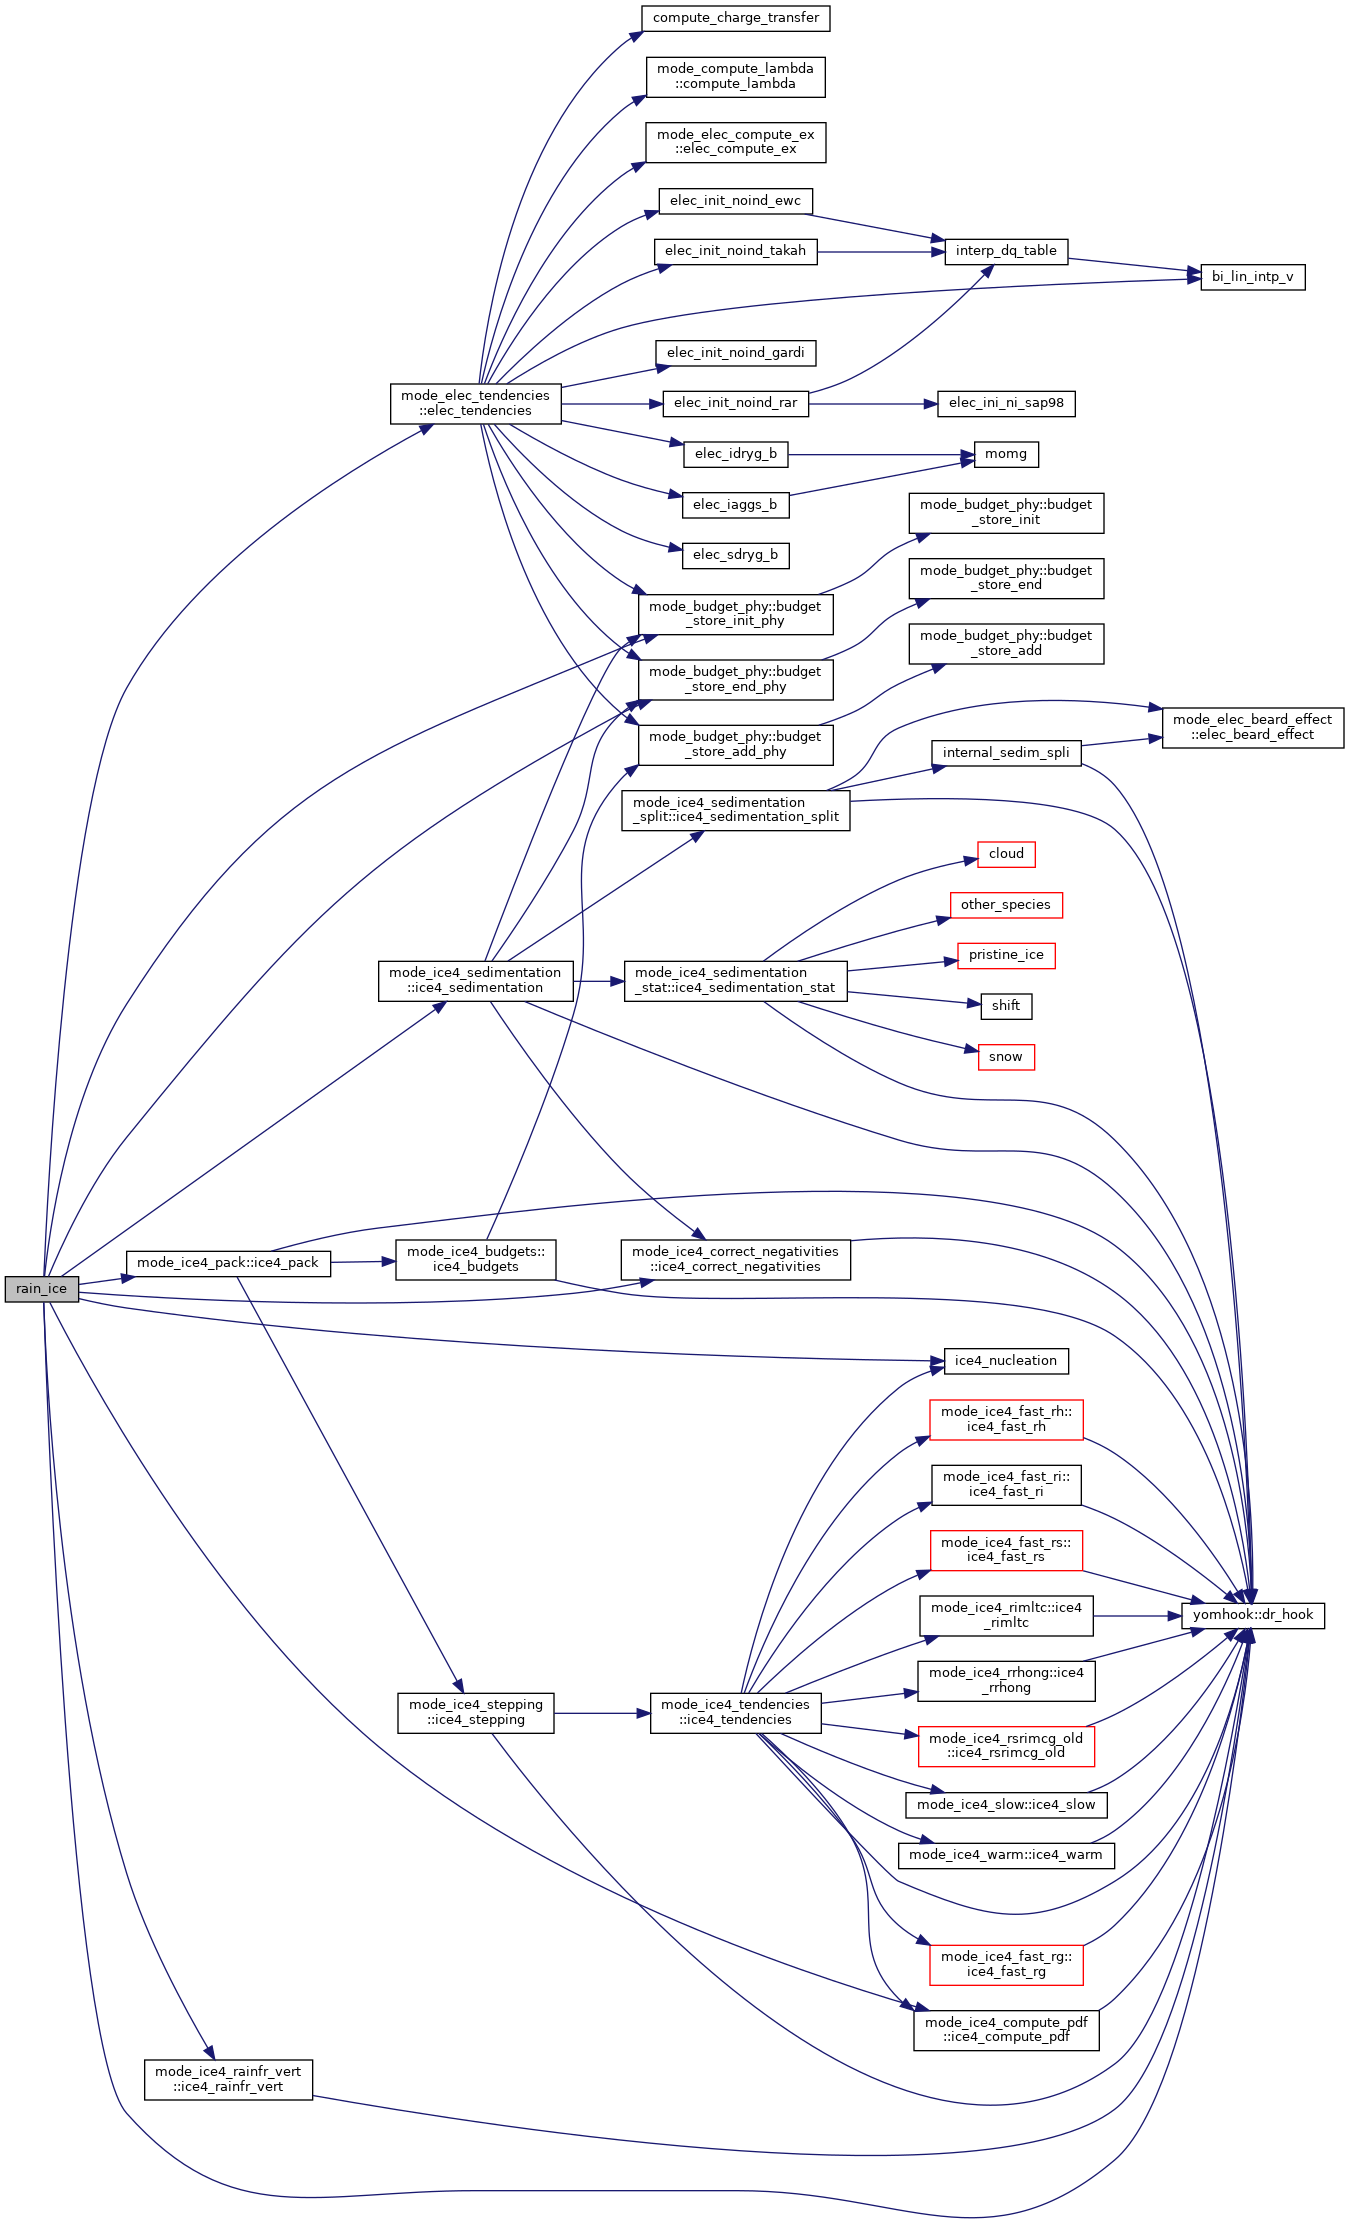 compute_charge_transfer
mode_compute_lambda
::compute_lambda
mode_elec_compute_ex
::elec_compute_ex
elec_init_noind_ewc
elec_init_noind_takah
interp_dq_table
bi_lin_intp_v
elec_init_noind_gardi
mode_elec_tendencies
::elec_tendencies
elec_init_noind_rar
elec_ini_ni_sap98
elec_idryg_b
momg
elec_iaggs_b
mode_budget_phy::budget
_store_init
elec_sdryg_b
mode_budget_phy::budget
_store_end
mode_budget_phy::budget
_store_init_phy
mode_budget_phy::budget
_store_add
mode_budget_phy::budget
_store_end_phy
mode_elec_beard_effect
::elec_beard_effect
mode_budget_phy::budget
_store_add_phy
internal_sedim_spli
mode_ice4_sedimentation
_split::ice4_sedimentation_split
cloud
other_species
pristine_ice
mode_ice4_sedimentation
::ice4_sedimentation
mode_ice4_sedimentation
_stat::ice4_sedimentation_stat
shift
snow
mode_ice4_pack::ice4_pack
mode_ice4_budgets::
ice4_budgets
mode_ice4_correct_negativities
::ice4_correct_negativities
rain_ice
ice4_nucleation
mode_ice4_fast_rh::
ice4_fast_rh
mode_ice4_fast_ri::
ice4_fast_ri
mode_ice4_fast_rs::
ice4_fast_rs
mode_ice4_rimltc::ice4
_rimltc
yomhook::dr_hook
mode_ice4_rrhong::ice4
_rrhong
mode_ice4_stepping
::ice4_stepping
mode_ice4_tendencies
::ice4_tendencies
mode_ice4_rsrimcg_old
::ice4_rsrimcg_old
mode_ice4_slow::ice4_slow
mode_ice4_warm::ice4_warm
mode_ice4_fast_rg::
ice4_fast_rg
mode_ice4_compute_pdf
::ice4_compute_pdf
mode_ice4_rainfr_vert
::ice4_rainfr_vert